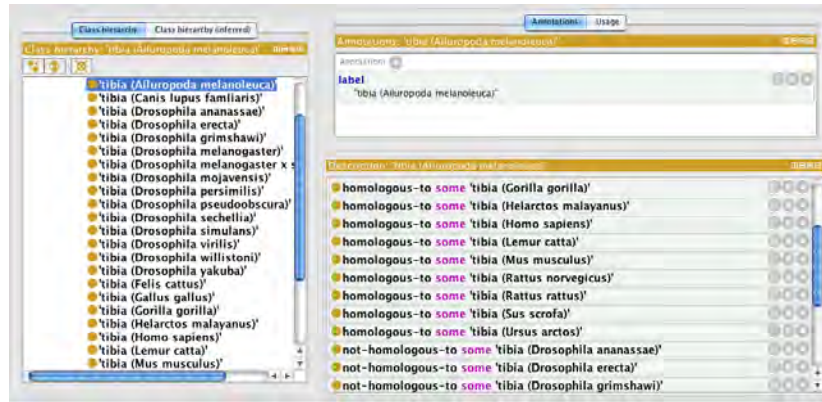 Class hierarchy
Class hierarchy (inferred)
Class hierarchy: 'tibia (Ailuropoda melanoleuca)'
'tibia (Ailuropoda melanoleuca)'
'tibia (Canis lupus famliaris)'
'tibia (Drosophila ananassae)'
'tibia (Drosophila erecta)'
'tibia (Drosophila grimshawi)'
'tibia (Drosophila melanogaster)'
'tibia (Drosophila melanogaster x s
'tibia (Drosophila mojavensis)'
'tibia (Drosophila persimilis)'
'tibia (Drosophila pseudoobscura)'
'tibia (Drosophila sechellia)'
'tibia (Drosophila simulans)'
'tibia (Drosophila virilis)'
'tibia (Drosophila willistoni)'
'tibia (Drosophila yakuba)'
'tibia (Felis cattus)'
'tibia (Gallus gallus)'
'tibia (Gorilla gorilla)'
'tibia (Helarctos malayanus)'
'tibia (Homo sapiens)'
'tibia (Lemur catta)'
'tibia (Mus musculus)'
Annotations
Usage
Annotations: 'tibia (Ailuropoda melanoleuca)'
Annotations
label
"tibia (Ailuropoda melanoleuca)"
Description: 'tibia (Ailuropoda melanoleuca)'
homologous-to some 'tibia (Gorilla gorilla)'
homologous-to some 'tibia (Helarctos malayanus)'
homologous-to some 'tibia (Homo sapiens)'
homologous-to some 'tibia (Lemur catta)'
homologous-to some 'tibia (Mus musculus)'
homologous-to some 'tibia (Rattus norvegicus)'
homologous-to some 'tibia (Rattus rattus)'
homologous-to some 'tibia (Sus scrofa)'
homologous-to some 'tibia (Ursus arctos)'
not-homologous-to some 'tibia (Drosophila ananassae)'
not-homologous-to some 'tibia (Drosophila erecta)'
not-homologous-to some 'tibia (Drosophila grimshawi)'